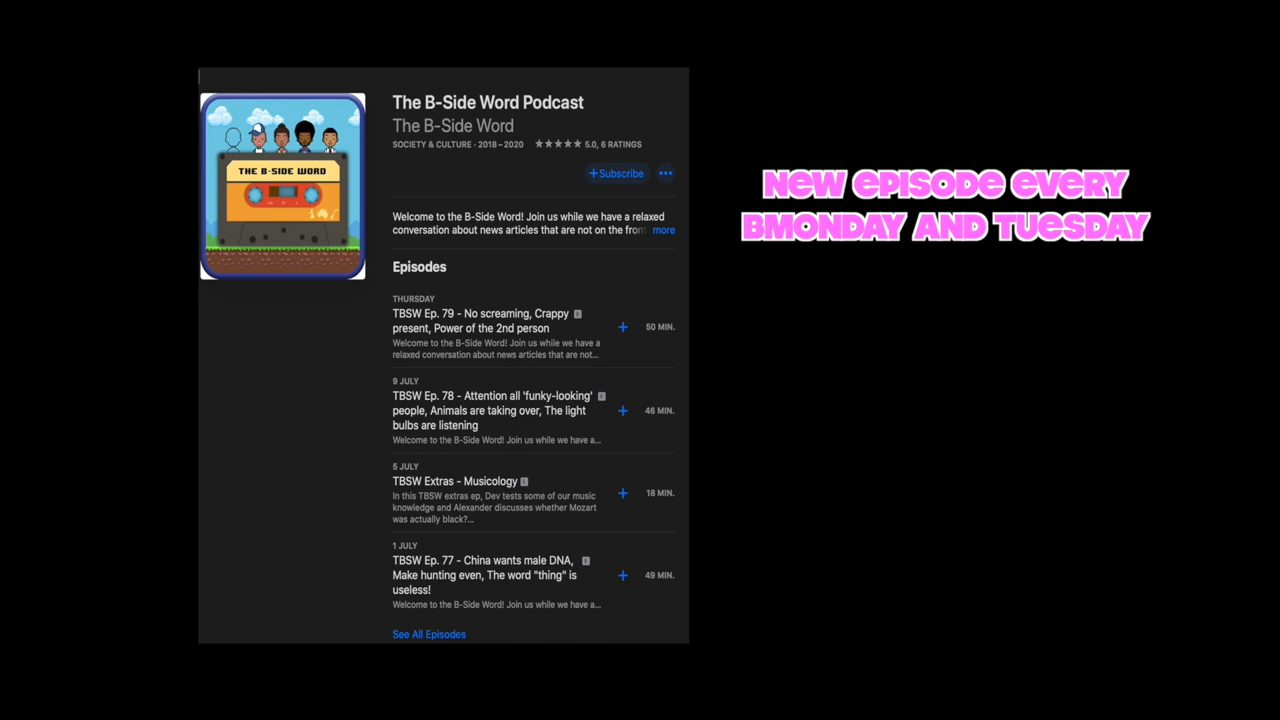 The B-Side Word Podcast
The B-Side Word
SOCIETY & CULTURE · 2018–2020 ★★★★★ 5.0, 6 RATINGS
+Subscribe •••
THE B-SIDE WORD
Welcome to the B-Side Word! Join us while we have a relaxed
conversation about news articles that are not on the fron more
Episodes
THURSDAY
TBSW Ep. 79 - No screaming, Crappy E
present, Power of the 2nd person
+ 50 MIN.
Welcome to the B-Side Word! Join us while we have a
relaxed conversation about news articles that are not...
9 JULY
TBSW Ep. 78 - Attention all 'funky-looking' E
people, Animals are taking over, The light
bulbs are listening
+ 46 MIN.
Welcome to the B-Side Word! Join us while we have a...
5 JULY
TBSW Extras - Musicology E
+ 18 MIN.
In this TBSW extras ep, Dev tests some of our music
knowledge and Alexander discusses whether Mozart
was actually black?...
1 JULY
TBSW Ep. 77 - China wants male DNA, E
Make hunting even, The word "thing" is
useless!
+ 49 MIN.
Welcome to the B-Side Word! Join us while we have a...
See All Episodes
NEW EPISODE EVERY
BMONDAY AND TUESDAY